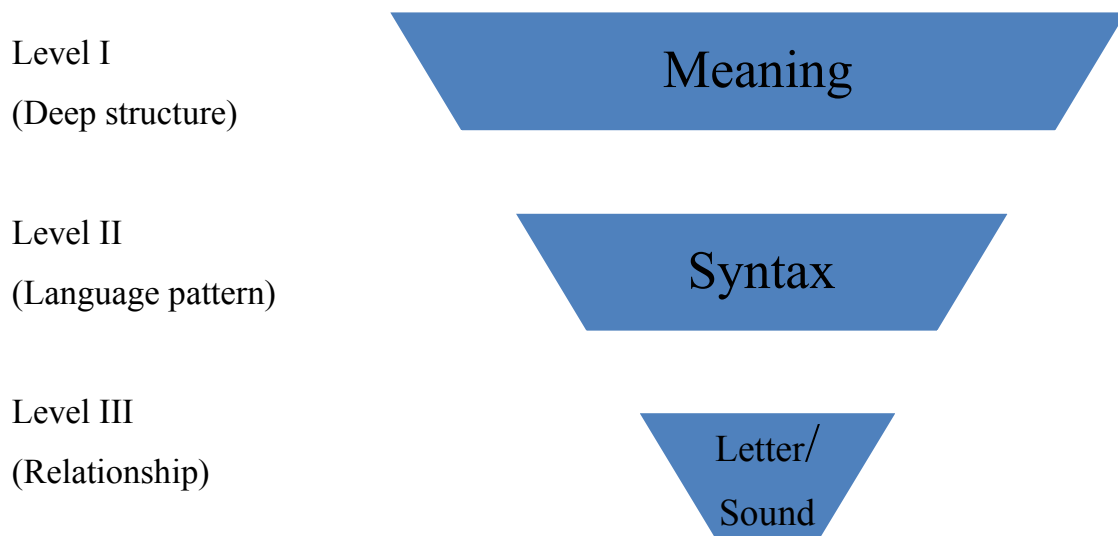 Level I
(Deep structure)
Meaning
Level II
(Language pattern)
Syntax
Level III
(Relationship)
Letter/
Sound